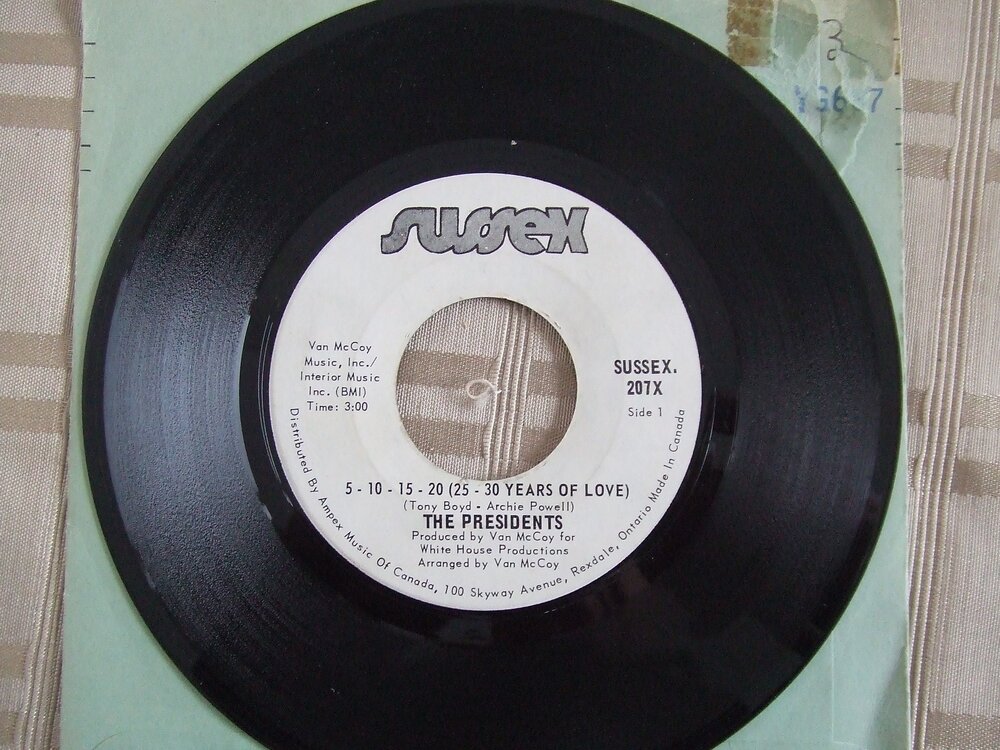 3
sussex
Van McCoy
Music, Inc./
Interior Music
Inc. (BMI)
Time: 3:00
SUSSEX.
207X
Side 1
5 - 10 - 15 - 20 (25 - 30 YEARS OF LOVE)
(Tony Boyd - Archie Powell)
THE PRESIDENTS
Produced by Van McCoy for
White House Productions
Arranged by Van McCoy
Distributed By Ampex Music Of Canada, 100 Skyway Avenue, Rexdale, Ontario Made In Canada